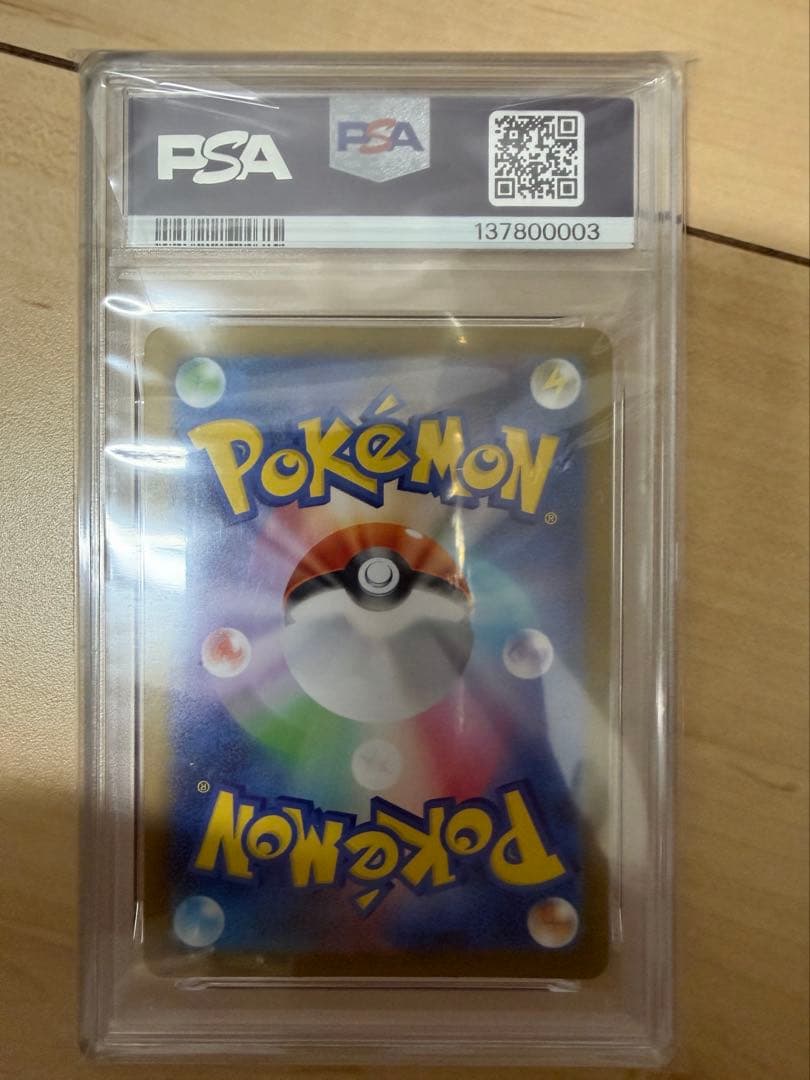 PSA PSA
137800003
POKéMON
®
®
POKéMON